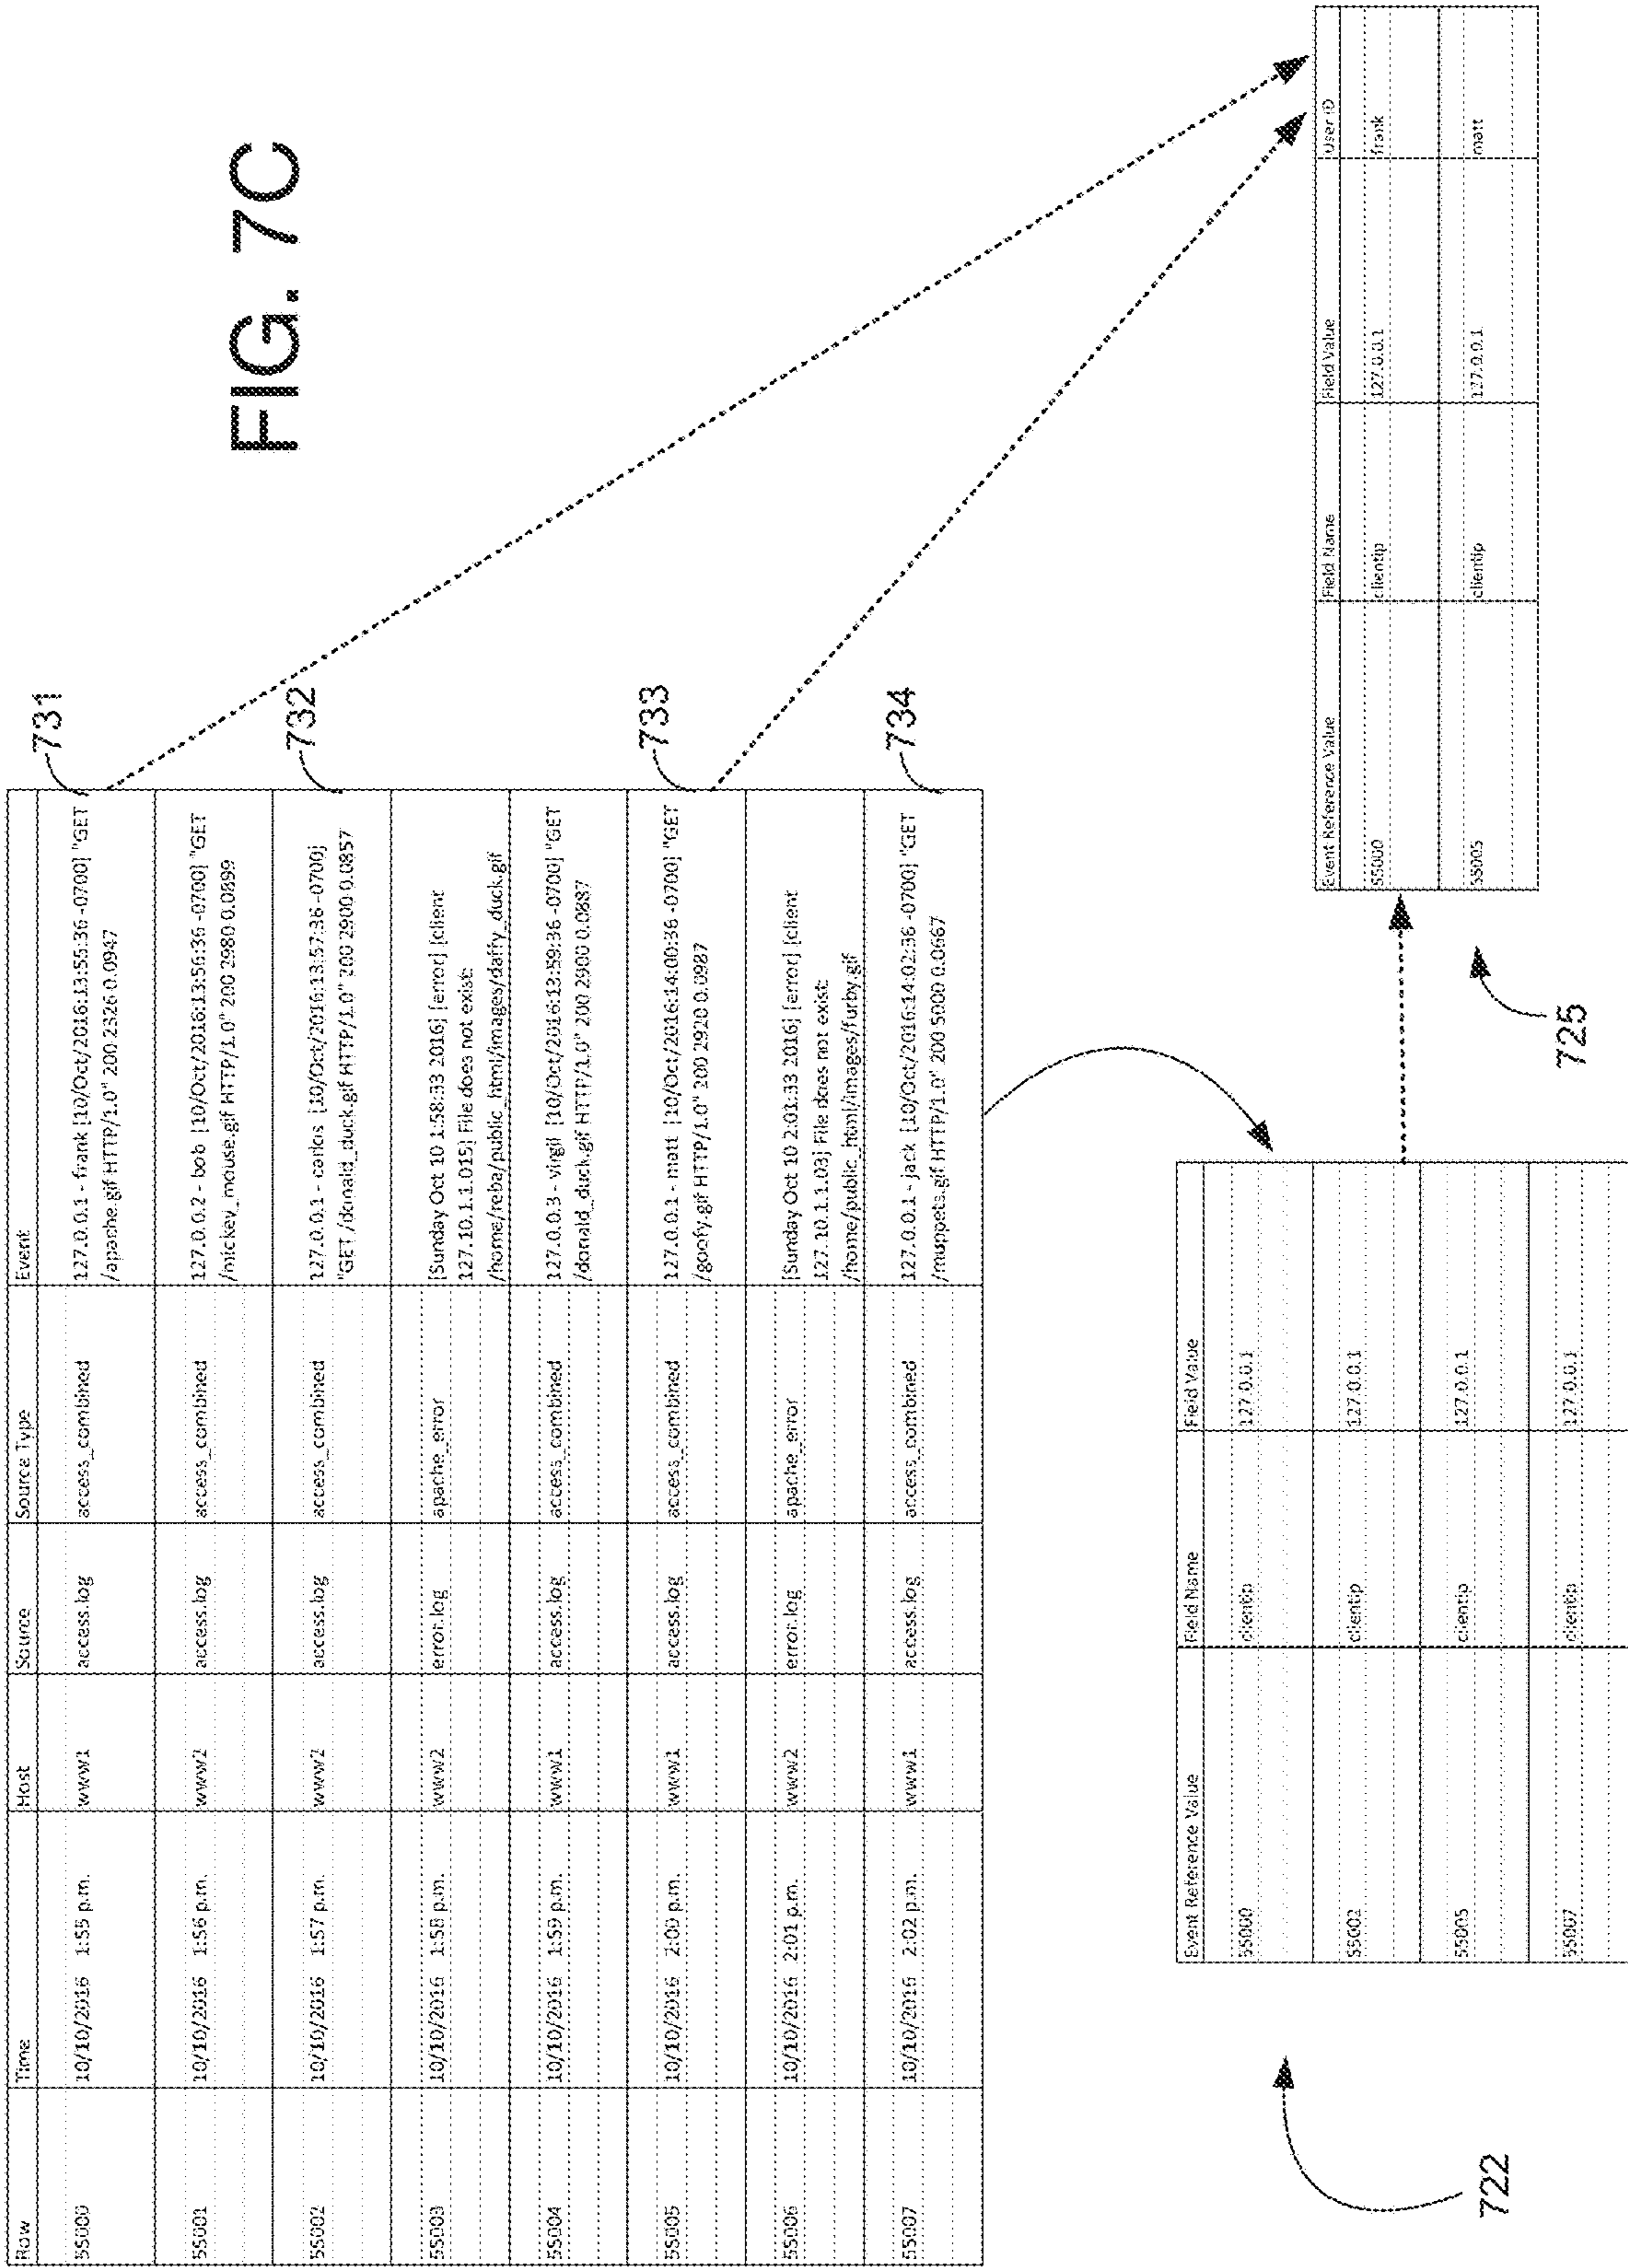 FIG. 7C
Row Time Host Source Source Type Event
55000 10/10/2016 1:55 p.m. www1 access.log access_combined 127.0.0.1 - frank [10/Oct/2016:13:55:36 -0700] "GET
/apache.gif HTTP/1.0" 200 2326 0.0947
731
55001 10/10/2016 1:56 p.m. www2 access.log access_combined 127.0.0.2 - bob [10/Oct/2016:13:56:36 -0700] "GET
/mickey_mouse.gif HTTP/1.0" 200 2980 0.0899
55002 10/10/2016 1:57 p.m. www2 access.log access_combined 127.0.0.1 - carlos [10/Oct/2016:13:57:36 -0700]
"GET /donald_duck.gif HTTP/1.0" 200 2900 0.0857
732
55003 10/10/2016 1:58 p.m. www2 error.log apache_error [Sunday Oct 10 1:58:33 2016] [error] [client
127.10.1.1.015] File does not exist:
/home/reba/public_html/images/daffy_duck.gif
55004 10/10/2016 1:59 p.m. www1 access.log access_combined 127.0.0.3 - virgil [10/Oct/2016:13:59:36 -0700] "GET
/donald_duck.gif HTTP/1.0" 200 2900 0.0887
55005 10/10/2016 2:00 p.m. www1 access.log access_combined 127.0.0.1 - matt [10/Oct/2016:14:00:36 -0700] "GET
/goofy.gif HTTP/1.0" 200 2920 0.0987
733
55006 10/10/2016 2:01 p.m. www2 error.log apache_error [Sunday Oct 10 2:01:33 2016] [error] [client
127.10.1.1.03] File does not exist:
/home/public_html/images/furby.gif
55007 10/10/2016 2:02 p.m. www1 access.log access_combined 127.0.0.1 - jack [10/Oct/2016:14:02:36 -0700] "GET
/muppets.gif HTTP/1.0" 200 5000 0.0667
734
722
Event Reference Value Field Name Field Value
55000 clientip 127.0.0.1
55002 clientip 127.0.0.1
55005 clientip 127.0.0.1
55007 clientip 127.0.0.1
725
Event Reference Value Field Name Field Value User ID
55000 clientip 127.0.0.1 frank
55005 clientip 127.0.0.1 matt